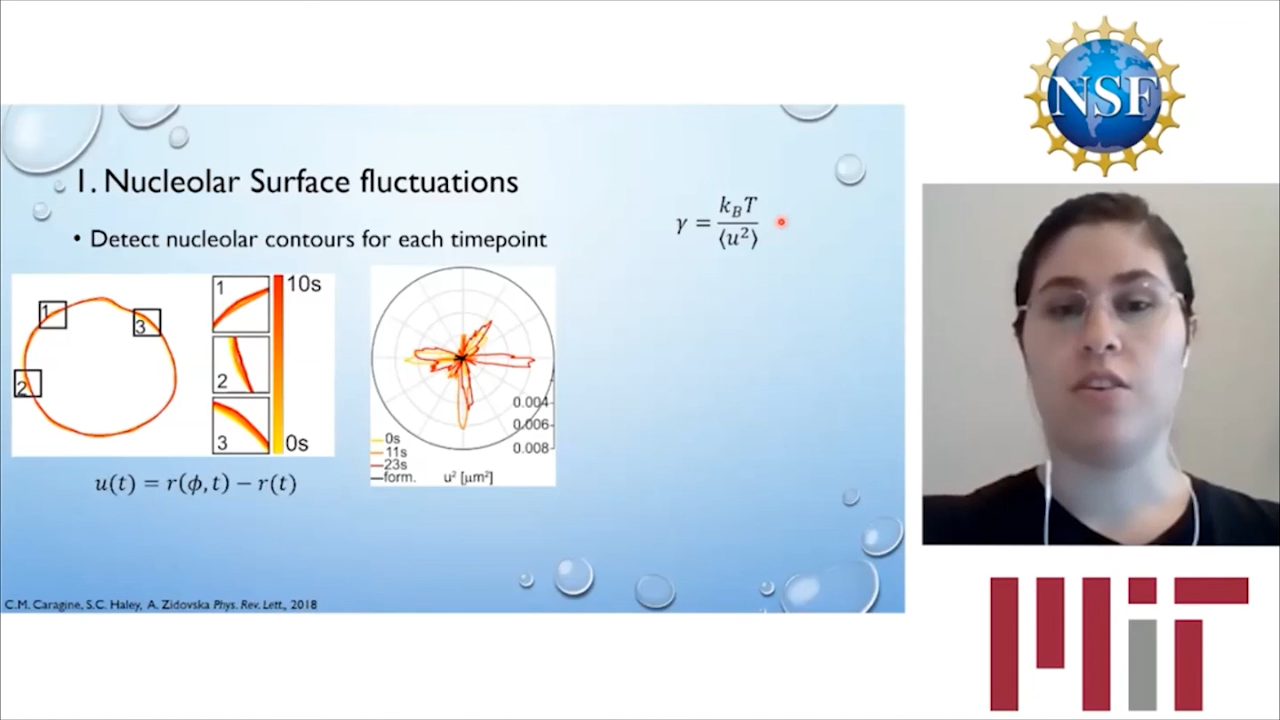 NSF
1. Nucleolar Surface fluctuations
• Detect nucleolar contours for each timepoint
γ = k_B T / ⟨u²⟩
1
3
2
1
2
3
10s
0s
0.004
0.006
0.008
0s
11s
23s
form.
u² [μm²]
u(t) = r(ϕ, t) − r(t)
C.M. Caragine, S.C. Haley, A. Zidovska Phys. Rev. Lett., 2018
MIT